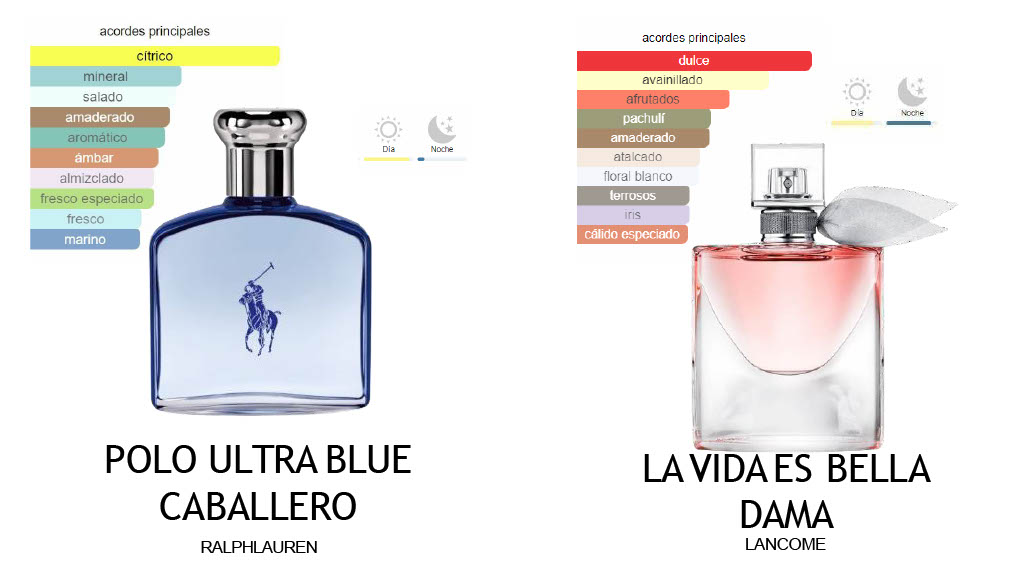 acordes principales
cítrico
mineral
salado
amaderado
aromático
ámbar
almizclado
fresco especiado
fresco
marino
Día
Noche
POLO ULTRA BLUE
CABALLERO
RALPHLAUREN
acordes principales
dulce
avainillado
afrutados
pachulí
amaderado
atalcado
floral blanco
terrosos
iris
cálido especiado
Día
Noche
LA VIDA ES BELLA
DAMA
LANCOME